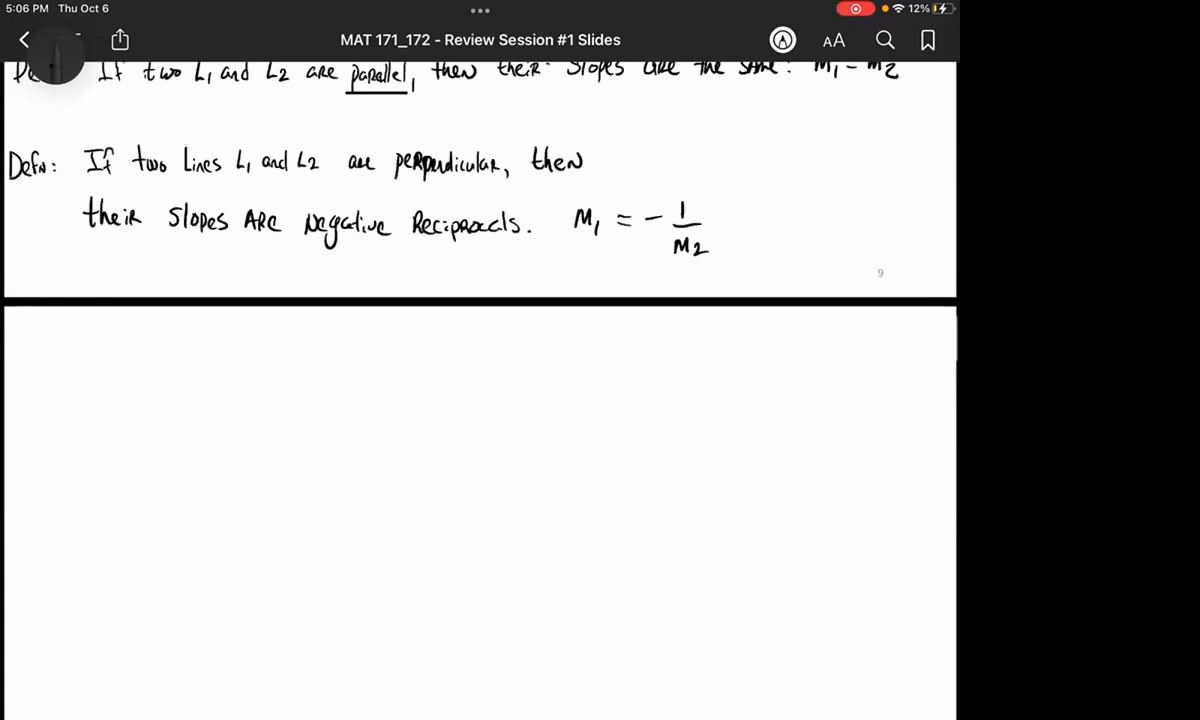 5:06 PM Thu Oct 6
12%
MAT 171_172 - Review Session #1 Slides
AA
If two L1 and L2 are parallel, then their slopes are the same: M1 = M2
Defn: If two Lines L1 and L2 are perpendicular, then
their Slopes ARE Negative Reciprocals. M1 = - 1/M2
9